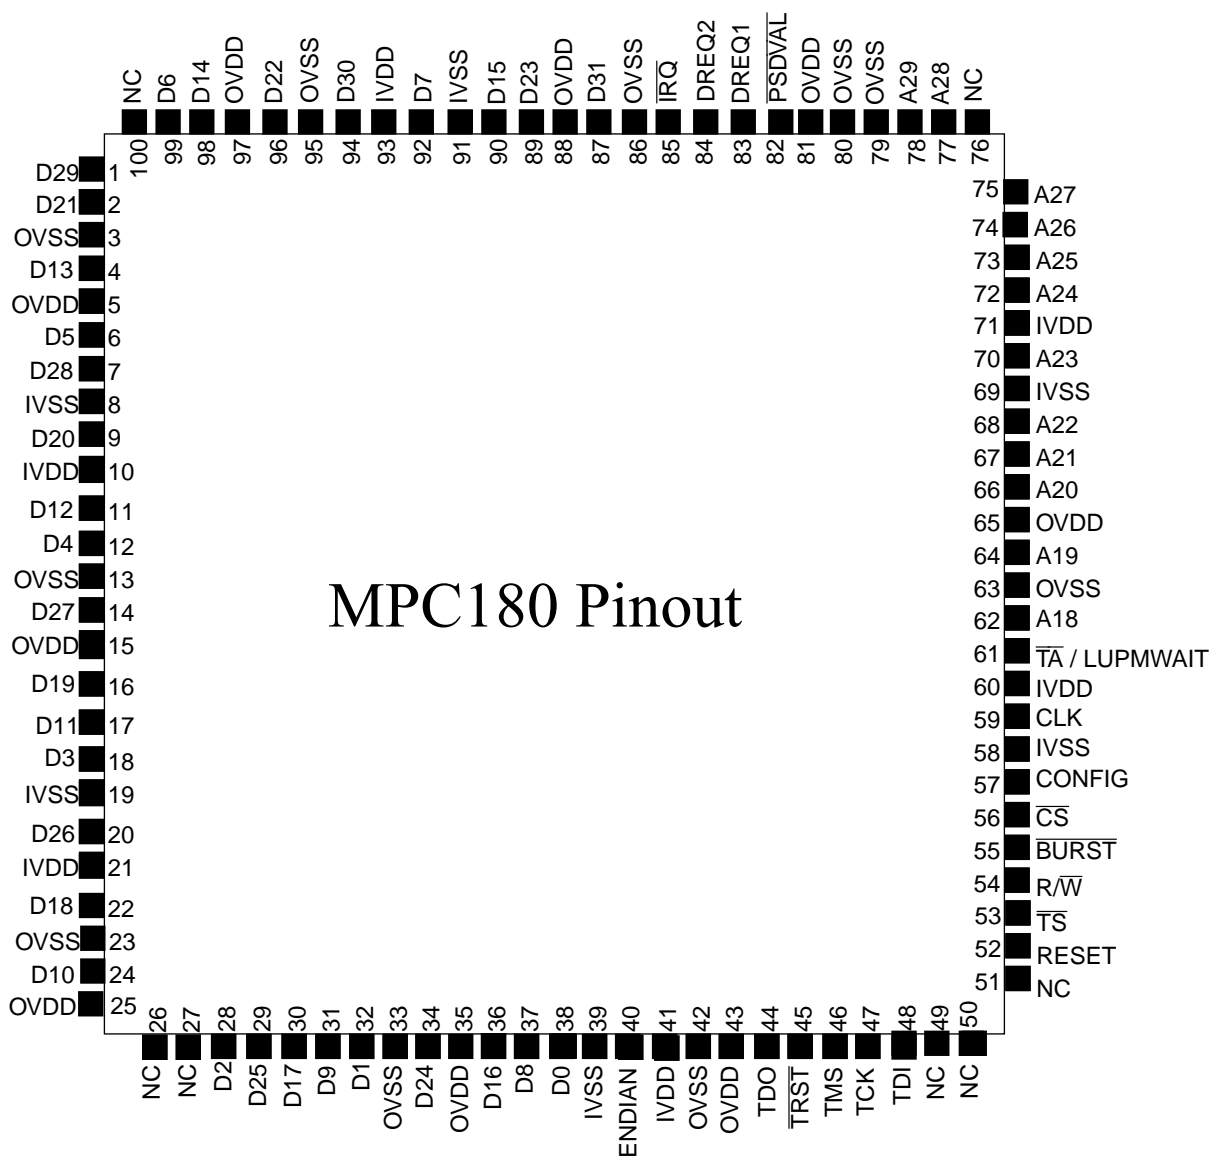 NC D6 D14 OVDD D22 OVSS D30 IVDD D7 IVSS D15 D23 OVDD D31 OVSS I̅R̅Q̅ DREQ2 DREQ1 P̅S̅D̅V̅A̅L̅ OVDD OVSS OVSS A29 A28 NC
100 99 98 97 96 95 94 93 92 91 90 89 88 87 86 85 84 83 82 81 80 79 78 77 76
D29 1
D21 2
OVSS 3
D13 4
OVDD 5
D5 6
D28 7
IVSS 8
D20 9
IVDD 10
D12 11
D4 12
OVSS 13
D27 14
OVDD 15
D19 16
D11 17
D3 18
IVSS 19
D26 20
IVDD 21
D18 22
OVSS 23
D10 24
OVDD 25
MPC180 Pinout
75 A27
74 A26
73 A25
72 A24
71 IVDD
70 A23
69 IVSS
68 A22
67 A21
66 A20
65 OVDD
64 A19
63 OVSS
62 A18
61 T̅A̅ / LUPMWAIT
60 IVDD
59 CLK
58 IVSS
57 CONFIG
56 C̅S̅
55 B̅U̅R̅S̅T̅
54 R/W̅
53 T̅S̅
52 RESET
51 NC
26 27 28 29 30 31 32 33 34 35 36 37 38 39 40 41 42 43 44 45 46 47 48 49 50
NC NC D2 D25 D17 D9 D1 OVSS D24 OVDD D16 D8 D0 IVSS ENDIAN IVDD OVSS OVDD TDO T̅R̅S̅T̅ TMS TCK TDI NC NC